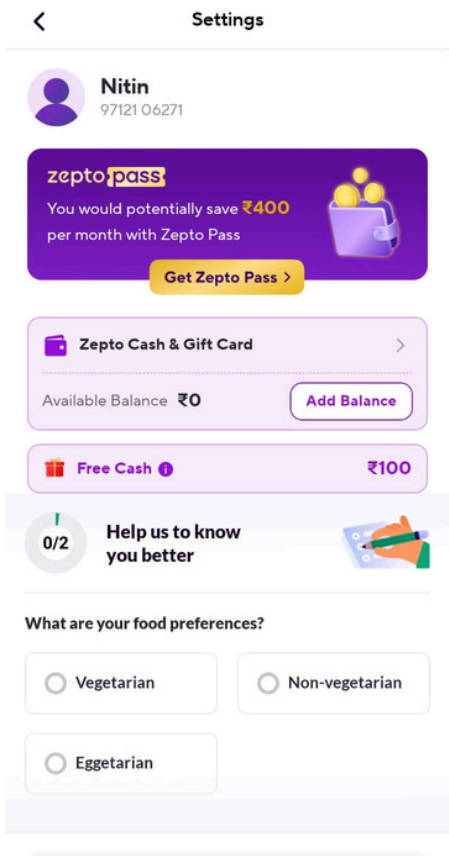 Settings
Nitin
97121 06271
zepto pass
You would potentially save ₹400
per month with Zepto Pass
Get Zepto Pass >
Zepto Cash & Gift Card
Available Balance ₹0
Add Balance
Free Cash
₹100
0/2
Help us to know
you better
What are your food preferences?
Vegetarian
Non-vegetarian
Eggetarian